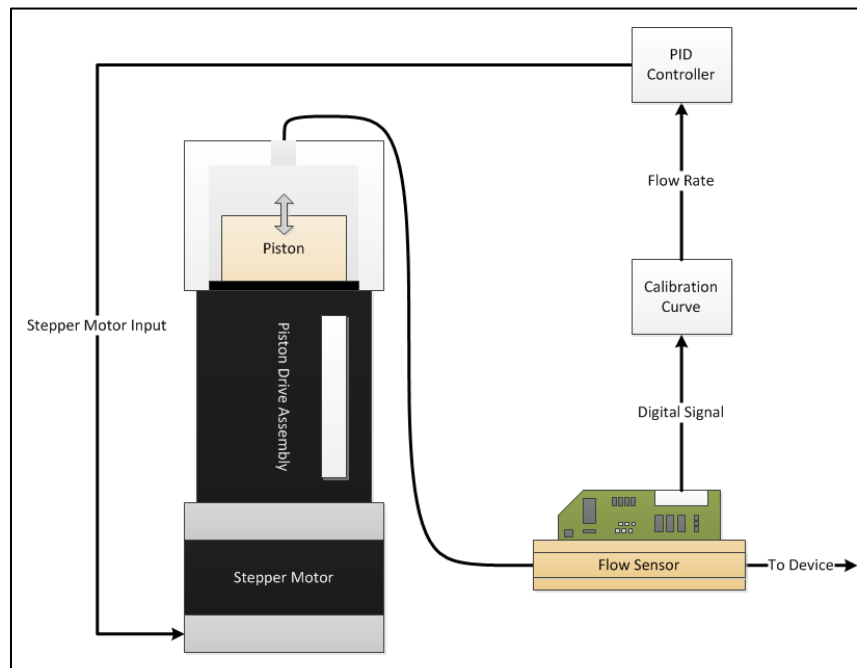 PID
Controller
Flow Rate
Piston
Calibration
Curve
Stepper Motor Input
Piston Drive Assembly
Digital Signal
Stepper Motor
Flow Sensor
To Device